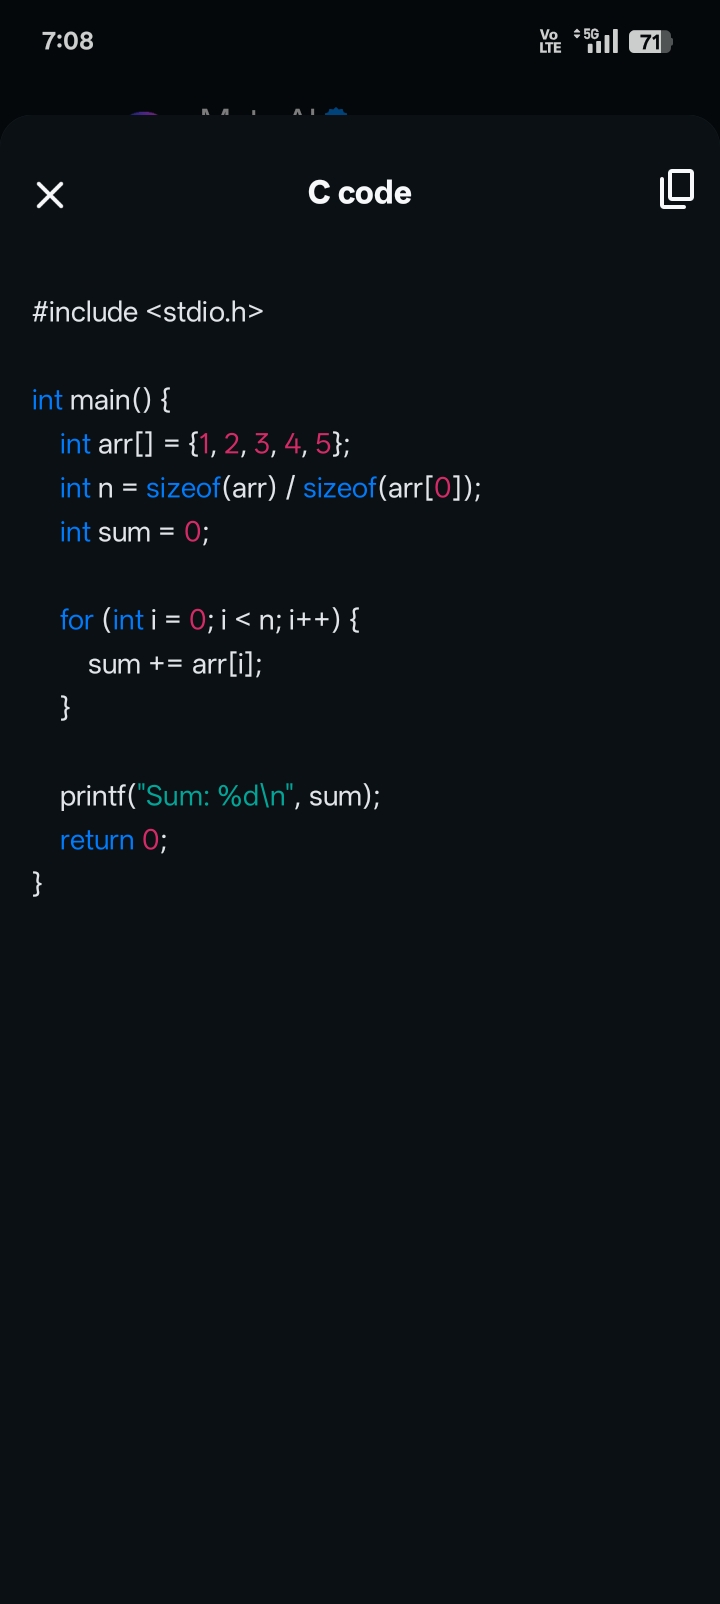 7:08
Vo
LTE
5G
71
C code
#include <stdio.h>
int main() {
    int arr[] = {1, 2, 3, 4, 5};
    int n = sizeof(arr) / sizeof(arr[0]);
    int sum = 0;
    for (int i = 0; i < n; i++) {
        sum += arr[i];
    }
    printf("Sum: %d\n", sum);
    return 0;
}